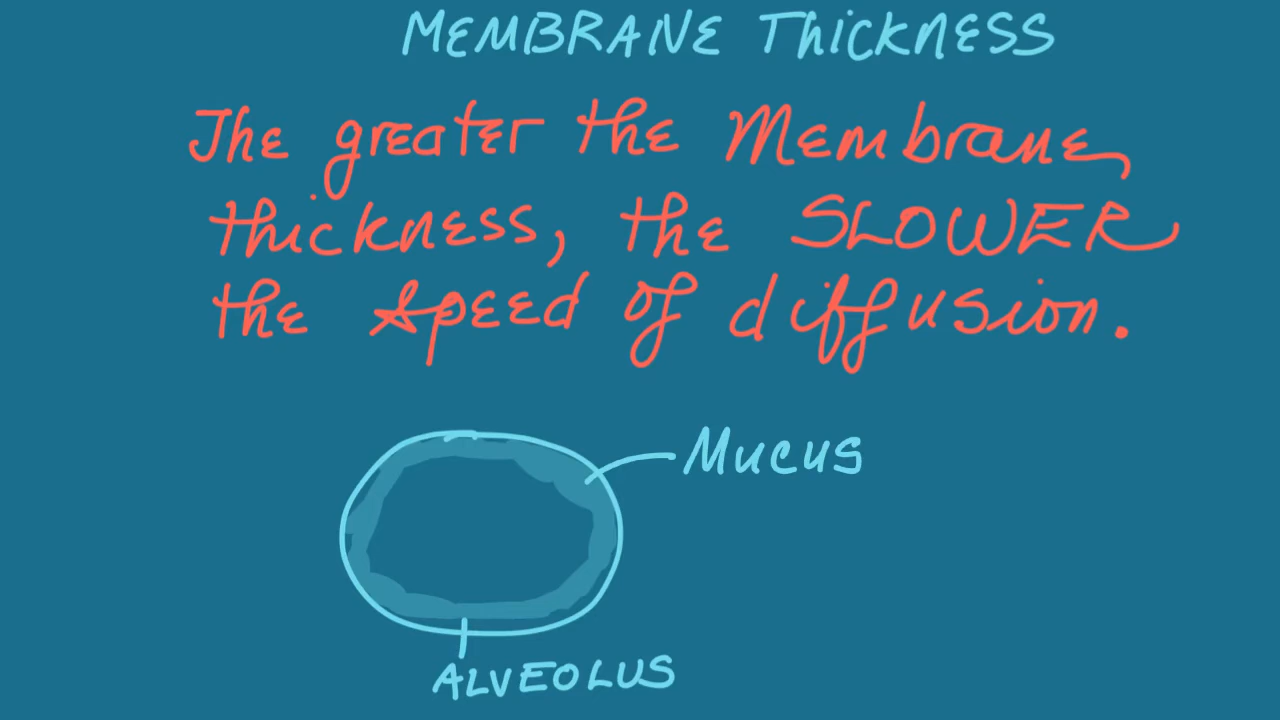 MEMBRANE THICKNESS
The greater the Membrane
thickness, the SLOWER
the speed of diffusion.
Mucus
ALVEOLUS